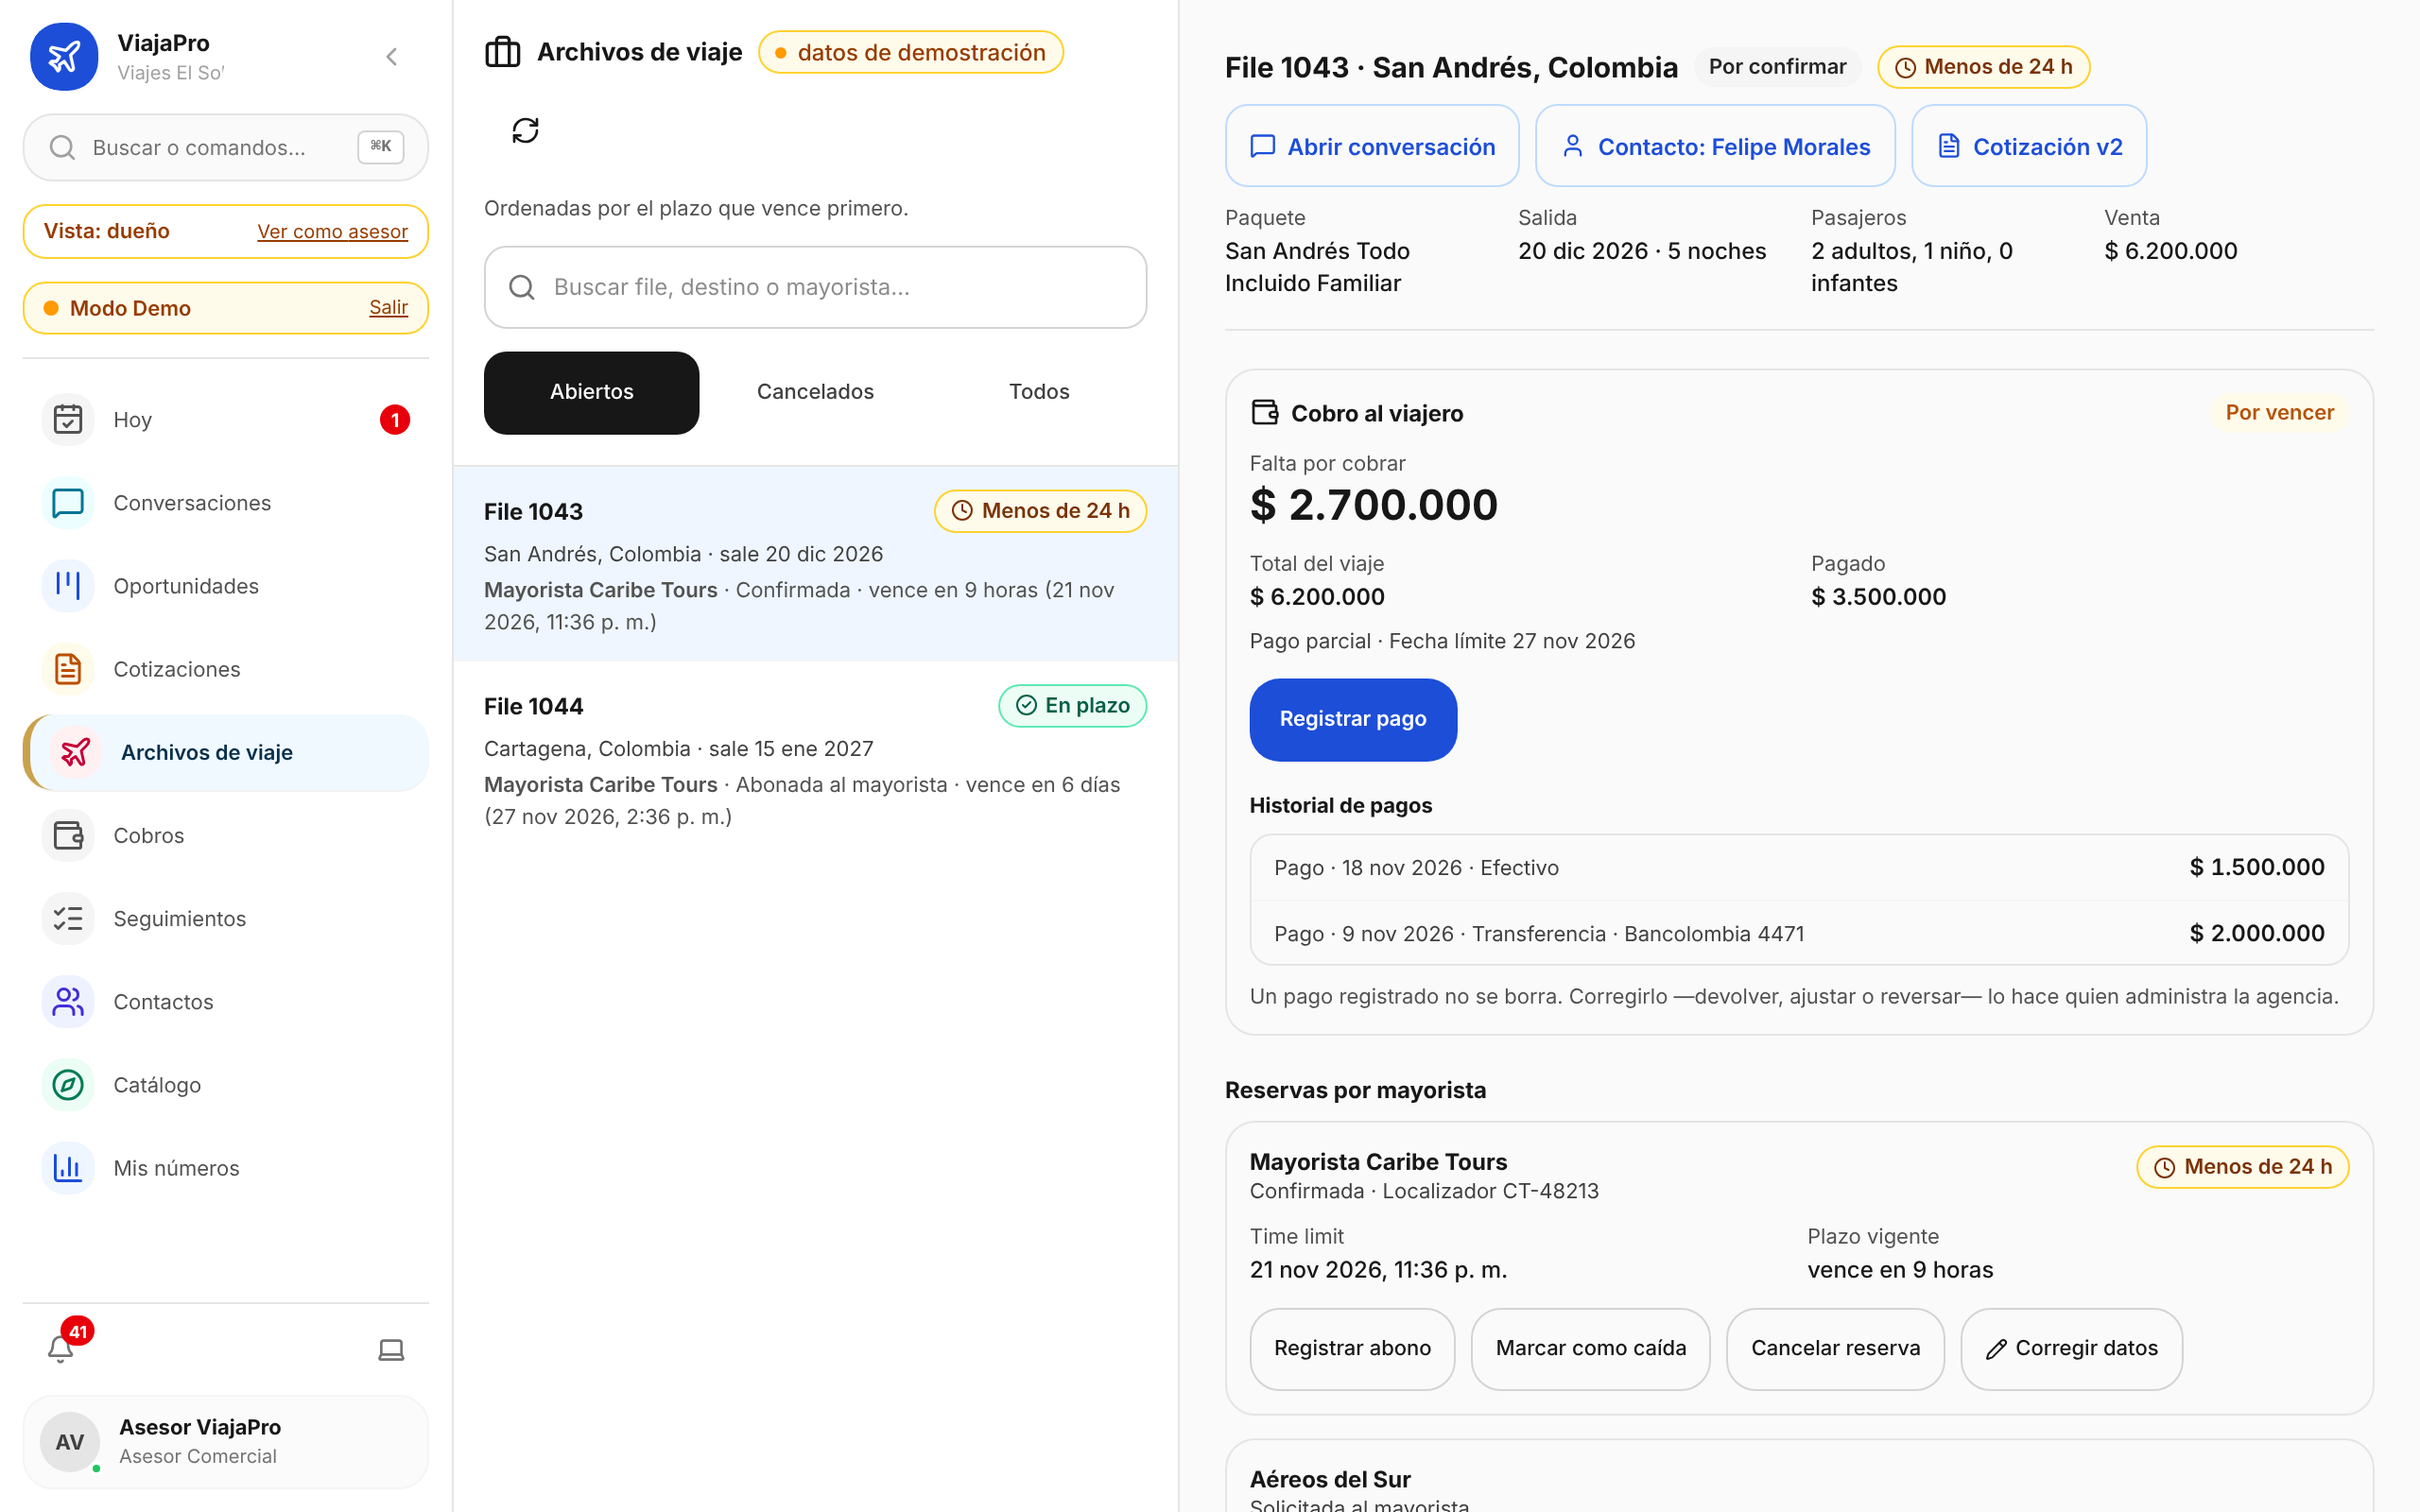 ViajaPro
Viajes El So
Buscar o comandos...
⌘K
Vista: dueño
Ver como asesor
Modo Demo
Salir
Hoy
1
Conversaciones
Oportunidades
Cotizaciones
Archivos de viaje
Cobros
Seguimientos
Contactos
Catálogo
Mis números
41
AV
Asesor ViajaPro
Asesor Comercial
Archivos de viaje
datos de demostración
Ordenadas por el plazo que vence primero.
Buscar file, destino o mayorista...
Abiertos
Cancelados
Todos
File 1043
Menos de 24 h
San Andrés, Colombia · sale 20 dic 2026
Mayorista Caribe Tours · Confirmada · vence en 9 horas (21 nov
2026, 11:36 p. m.)
File 1044
En plazo
Cartagena, Colombia · sale 15 ene 2027
Mayorista Caribe Tours · Abonada al mayorista · vence en 6 días
(27 nov 2026, 2:36 p. m.)
File 1043 · San Andrés, Colombia
Por confirmar
Menos de 24 h
Abrir conversación
Contacto: Felipe Morales
Cotización v2
Paquete
San Andrés Todo
Incluido Familiar
Salida
20 dic 2026 · 5 noches
Pasajeros
2 adultos, 1 niño, 0
infantes
Venta
$ 6.200.000
Cobro al viajero
Por vencer
Falta por cobrar
$ 2.700.000
Total del viaje
$ 6.200.000
Pagado
$ 3.500.000
Pago parcial · Fecha límite 27 nov 2026
Registrar pago
Historial de pagos
Pago · 18 nov 2026 · Efectivo
$ 1.500.000
Pago · 9 nov 2026 · Transferencia · Bancolombia 4471
$ 2.000.000
Un pago registrado no se borra. Corregirlo —devolver, ajustar o reversar— lo hace quien administra la agencia.
Reservas por mayorista
Mayorista Caribe Tours
Menos de 24 h
Confirmada · Localizador CT-48213
Time limit
21 nov 2026, 11:36 p. m.
Plazo vigente
vence en 9 horas
Registrar abono
Marcar como caída
Cancelar reserva
Corregir datos
Aéreos del Sur
Solicitada al mayorista